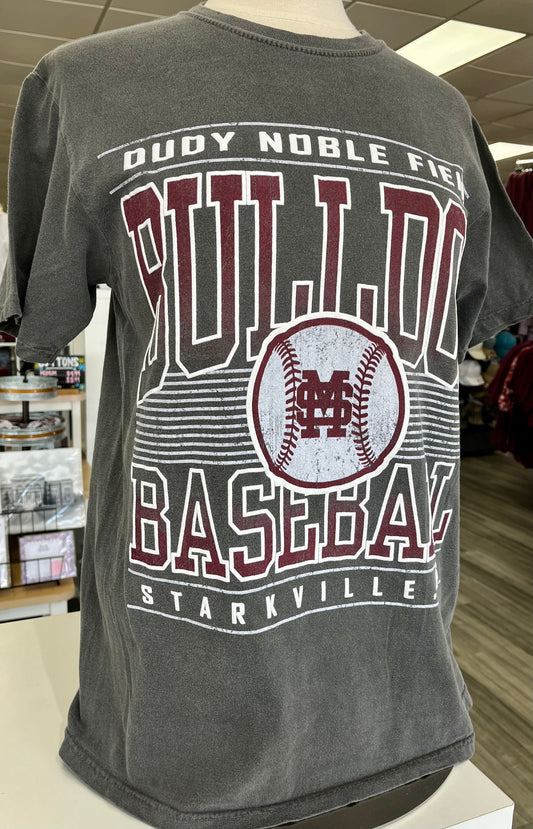 DUDY NOBLE FIEL
BULLDO
MS
BASEBAL
STARKVILLE